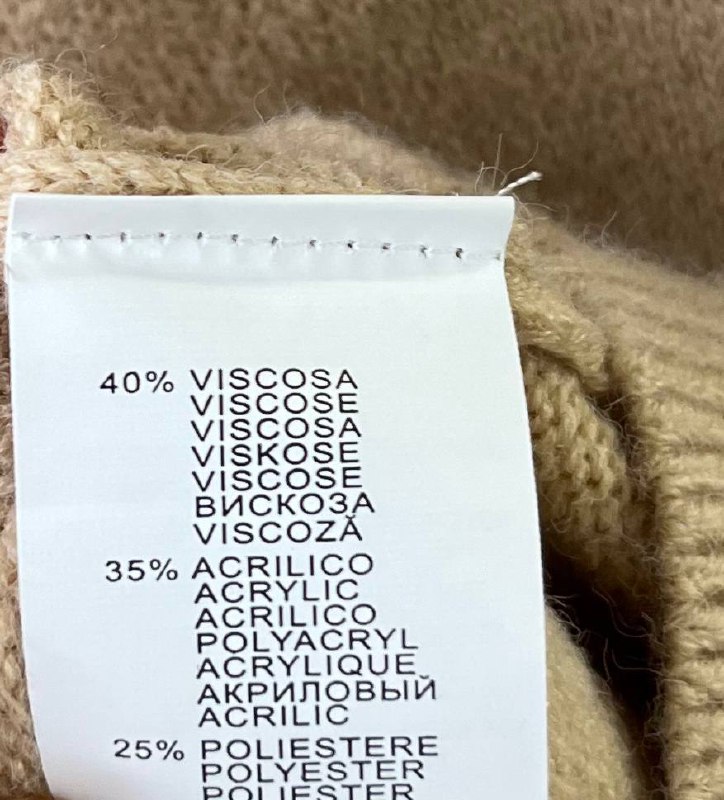 40% VISCOSA
VISCOSE
VISCOSA
VISKOSE
VISCOSE
ВИСКОЗА
VISCOZĂ
35% ACRILICO
ACRYLIC
ACRILICO
POLYACRYL
ACRYLIQUE
АКРИЛОВЫЙ
ACRILIC
25% POLIESTERE
POLYESTER
POLIESTER